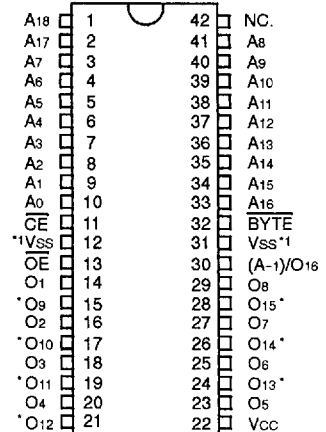 A18 1 42 NC.
A17 2 41 A8
A7 3 40 A9
A6 4 39 A10
A5 5 38 A11
A4 6 37 A12
A3 7 36 A13
A2 8 35 A14
A1 9 34 A15
A0 10 33 A16
CE 11 32 BYTE
*1VSS 12 31 VSS*1
OE 13 30 (A-1)/O16
O1 14 29 O8
*O9 15 28 O15*
O2 16 27 O7
*O10 17 26 O14*
O3 18 25 O6
*O11 19 24 O13*
O4 20 23 O5
*O12 21 22 VCC